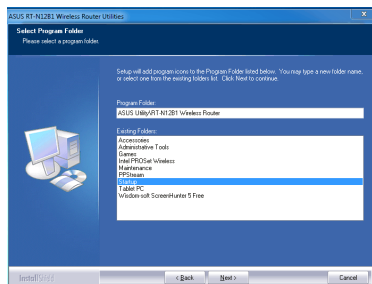 ASUS RT-N12B1 Wireless Router Utilities
x
Select Program Folder
Please select a program folder.
Setup will add program icons to the Program Folder listed below. You may type a new folder name,
or select one from the existing folders list. Click Next to continue.
Program Folder:
ASUS Utility\RT-N12B1 Wireless Router
Existing Folders:
Accessories
Administrative Tools
Games
Intel PROSet Wireless
Maintenance
PPStream
Startup
Tablet PC
Wisdom-soft ScreenHunter 5 Free
InstallShield
< Back
Next >
Cancel